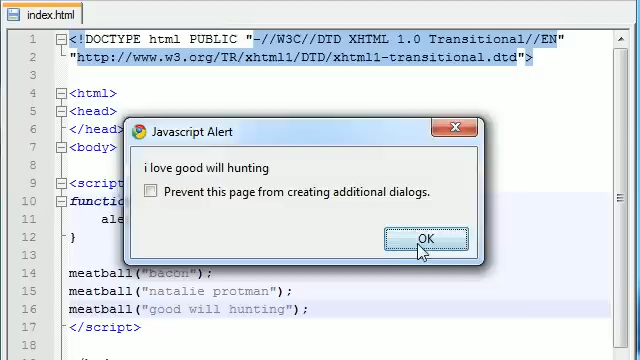 index.html
1 <!DOCTYPE html PUBLIC "-//W3C//DTD XHTML 1.0 Transitional//EN"
2 "http://www.w3.org/TR/xhtml1/DTD/xhtml1-transitional.dtd">
3
4 <html>
5 <head>
6 </head>
7 <body>
8
Javascript Alert
i love good will hunting
Prevent this page from creating additional dialogs.
OK
9 <script
10 function
11 ale
12 }
13
14 meatball("bacon");
15 meatball("natalie protman");
16 meatball("good will hunting");
17 </script>
18